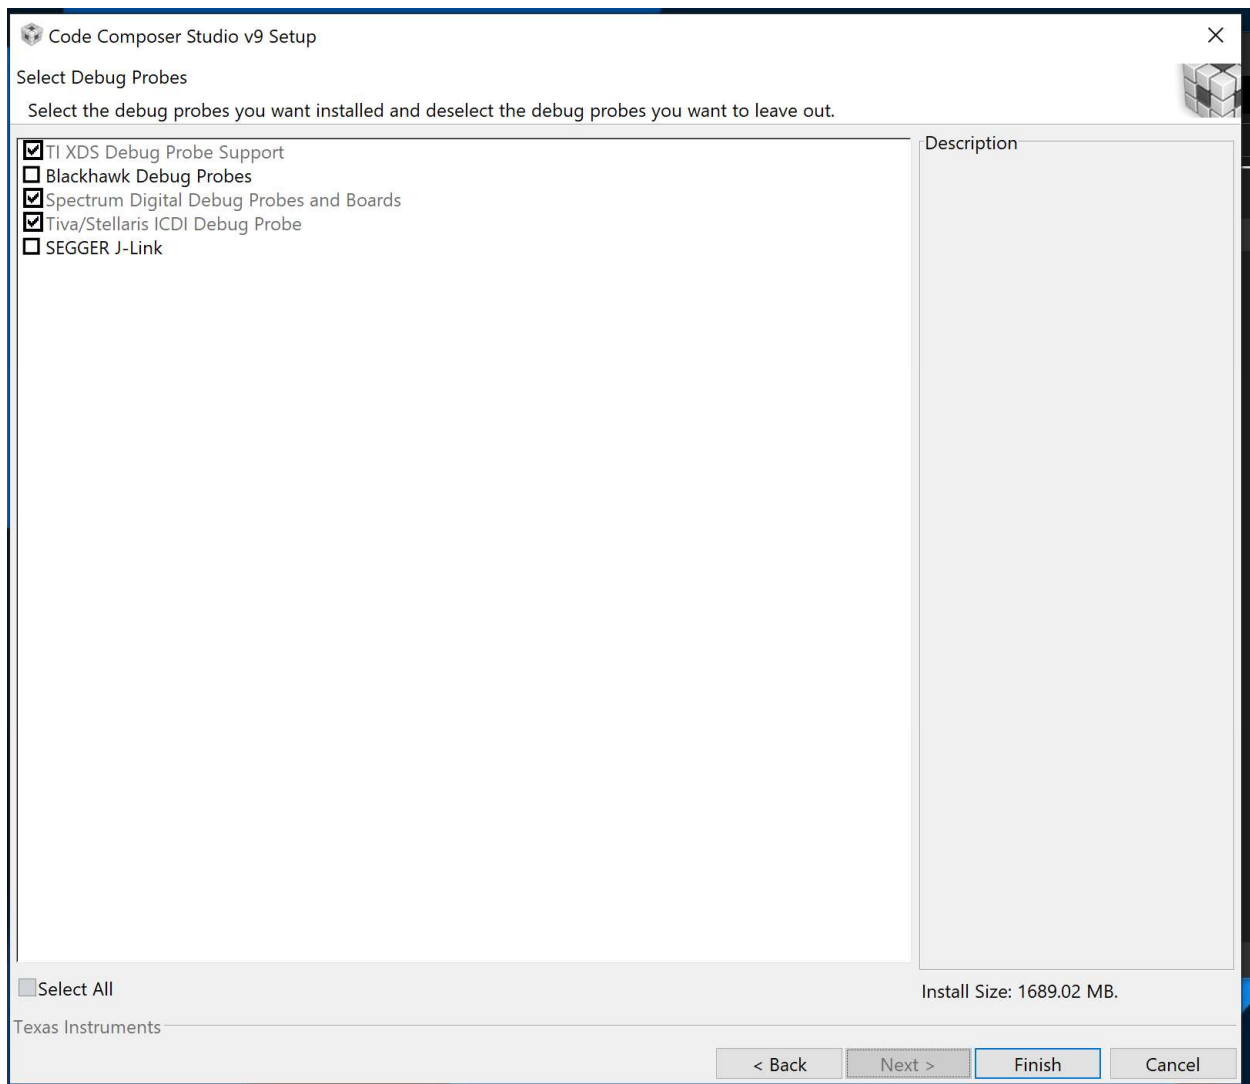 Code Composer Studio v9 Setup
Select Debug Probes
Select the debug probes you want installed and deselect the debug probes you want to leave out.
TI XDS Debug Probe Support
Blackhawk Debug Probes
Spectrum Digital Debug Probes and Boards
Tiva/Stellaris ICDI Debug Probe
SEGGER J-Link
Description
Select All
Install Size: 1689.02 MB.
Texas Instruments
< Back
Next >
Finish
Cancel